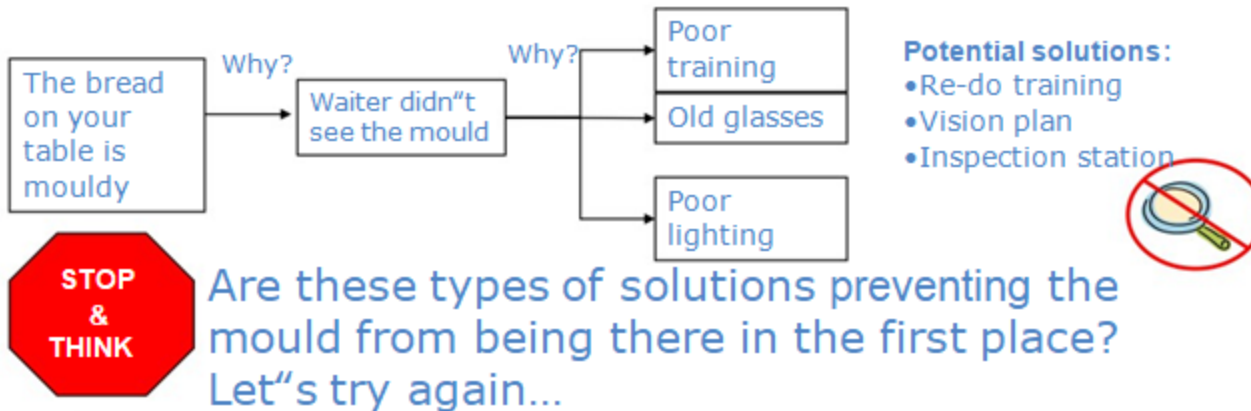 The bread
on your
table is
mouldy
Why?
Waiter didn"t
see the mould
Why?
Poor
training
Old glasses
Poor
lighting
Potential solutions:
•Re-do training
•Vision plan
•Inspection station
STOP
&
THINK
Are these types of solutions preventing the
mould from being there in the first place?
Let"s try again...